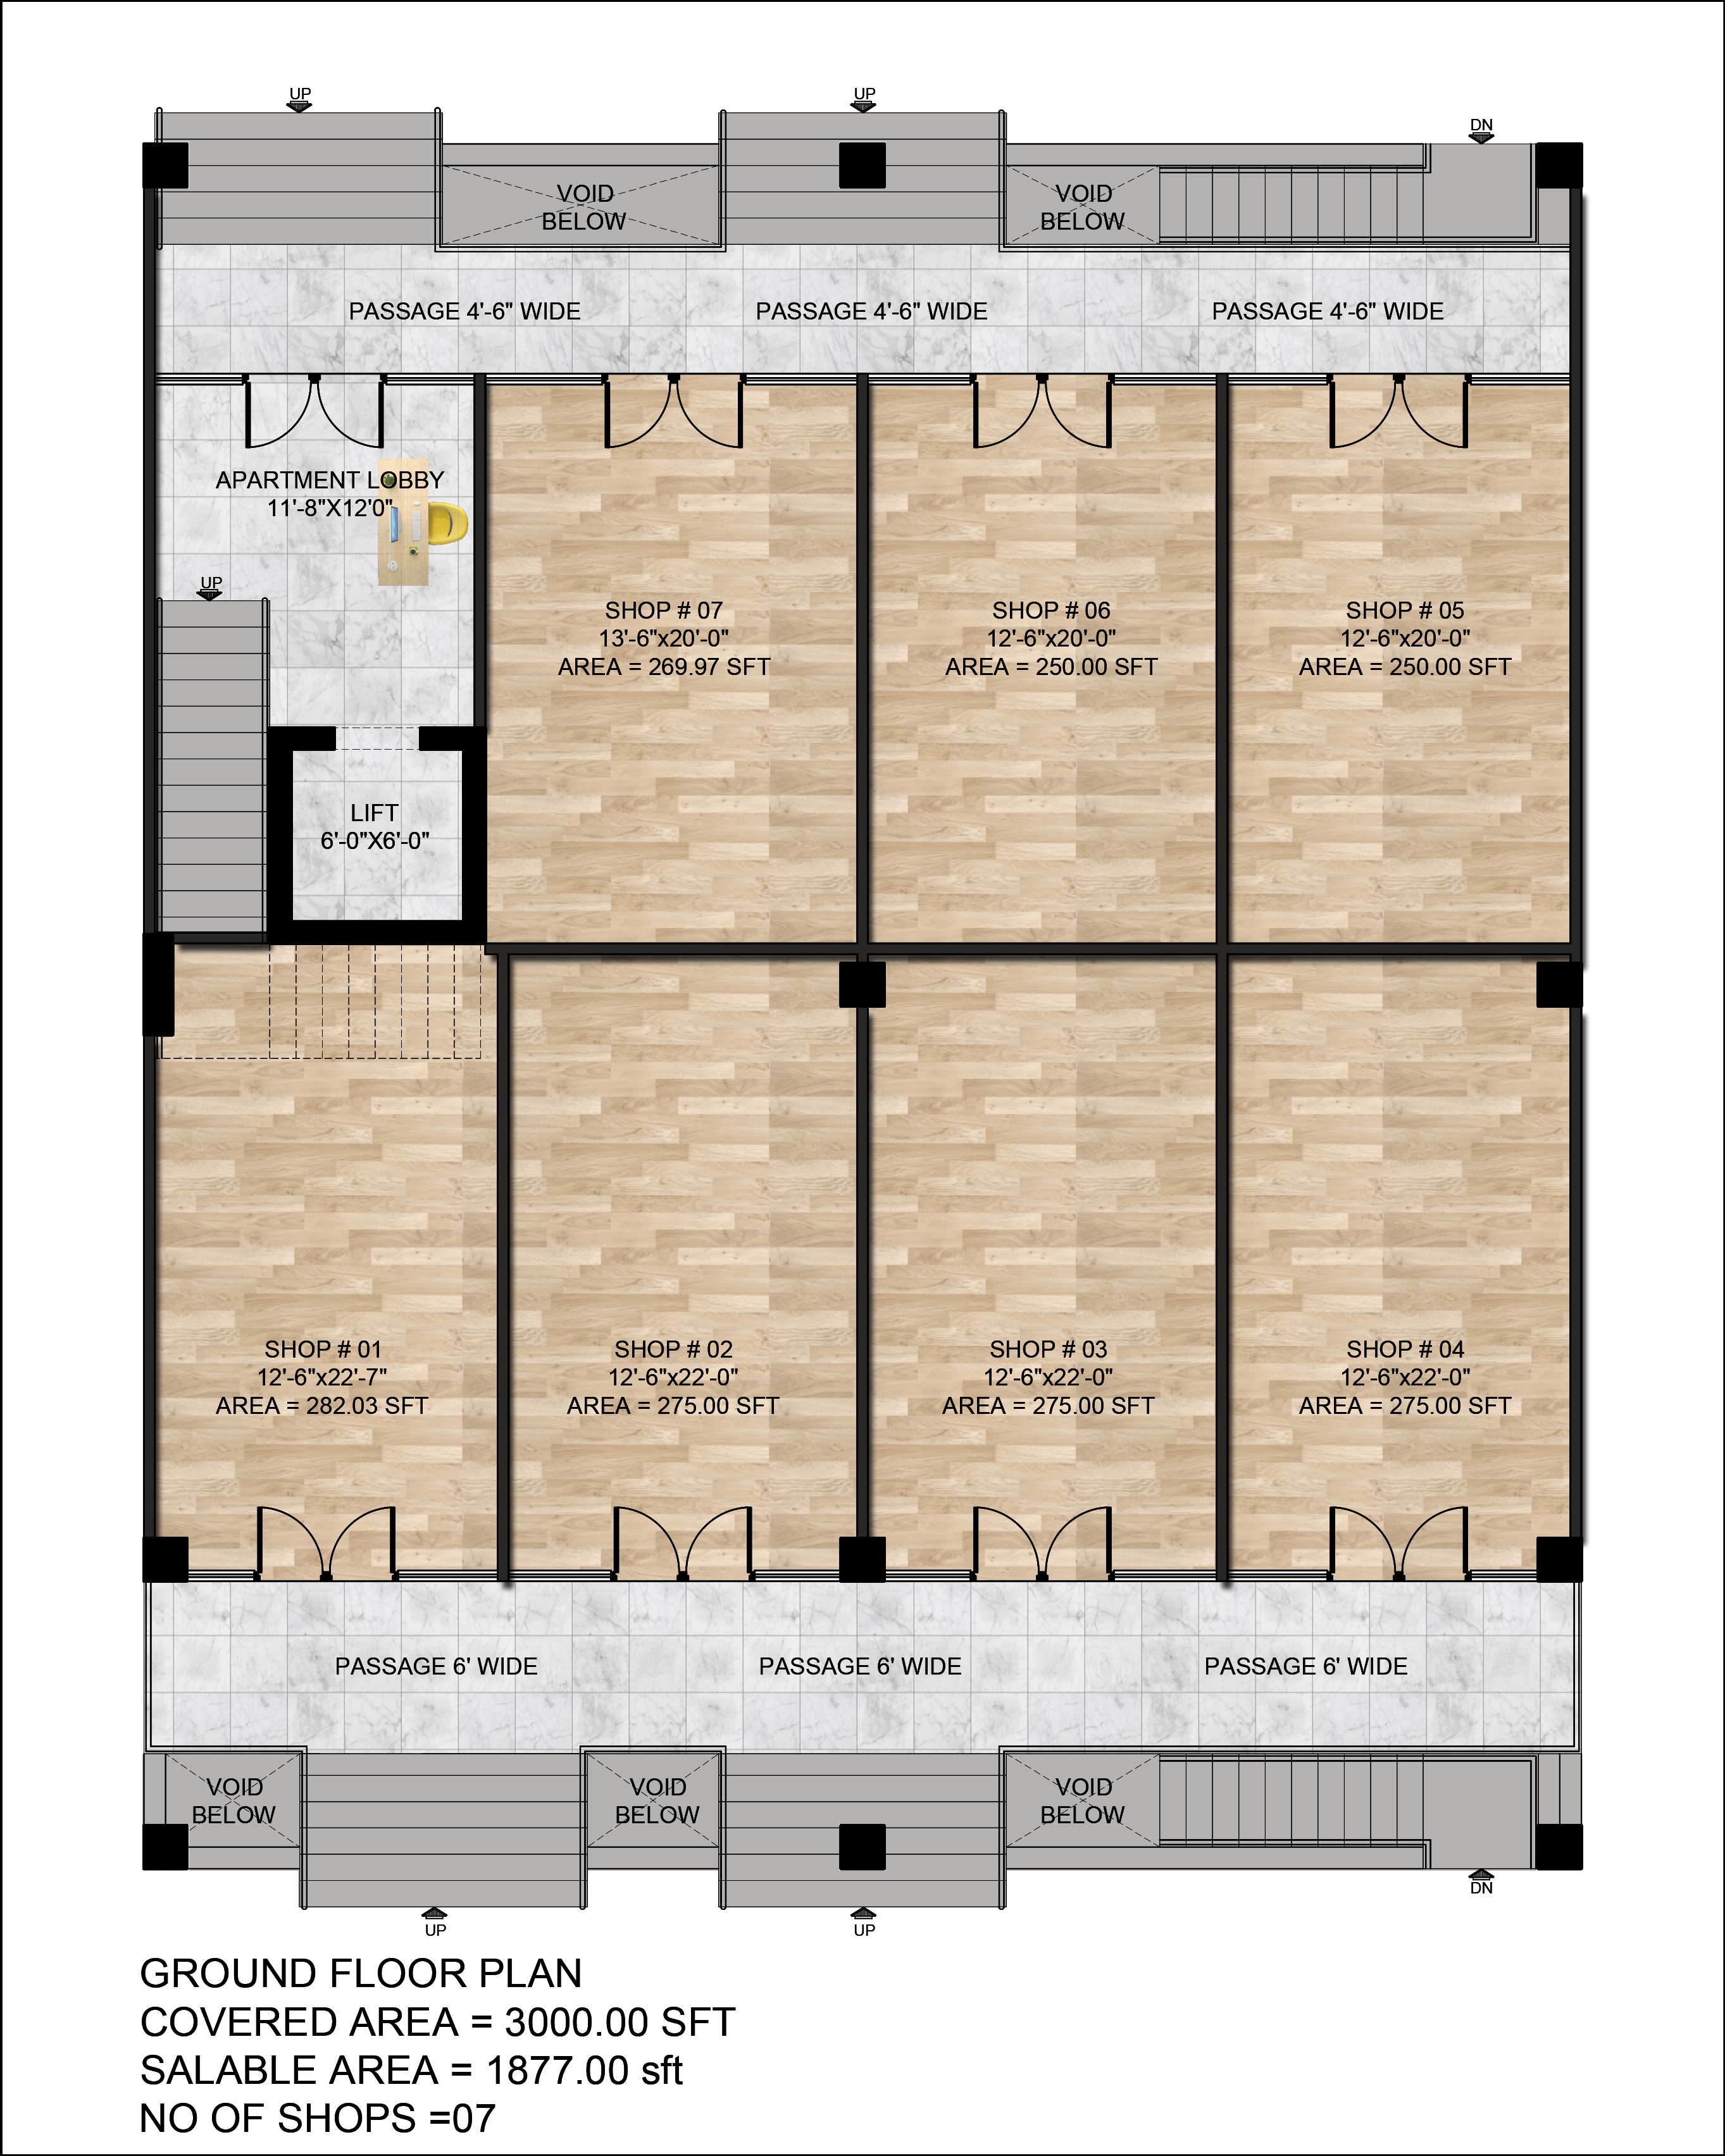 UP
UP
DN
VOID
BELOW
VOID
BELOW
PASSAGE 4'-6" WIDE
PASSAGE 4'-6" WIDE
PASSAGE 4'-6" WIDE
APARTMENT LOBBY
11'-8"X12'0"
UP
SHOP # 07
13'-6"x20'-0"
AREA = 269.97 SFT
SHOP # 06
12'-6"x20'-0"
AREA = 250.00 SFT
SHOP # 05
12'-6"x20'-0"
AREA = 250.00 SFT
LIFT
6'-0"X6'-0"
SHOP # 01
12'-6"x22'-7"
AREA = 282.03 SFT
SHOP # 02
12'-6"x22'-0"
AREA = 275.00 SFT
SHOP # 03
12'-6"x22'-0"
AREA = 275.00 SFT
SHOP # 04
12'-6"x22'-0"
AREA = 275.00 SFT
PASSAGE 6' WIDE
PASSAGE 6' WIDE
PASSAGE 6' WIDE
VOID
BELOW
VOID
BELOW
VOID
BELOW
DN
UP
UP
GROUND FLOOR PLAN
COVERED AREA = 3000.00 SFT
SALABLE AREA = 1877.00 sft
NO OF SHOPS =07